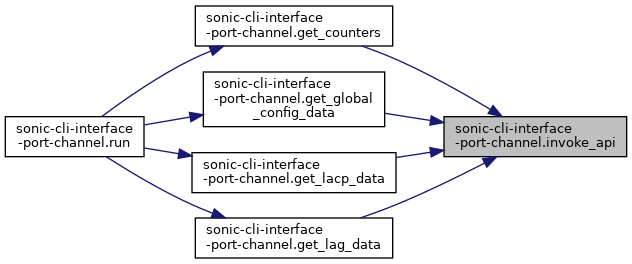 sonic-cli-interface
-port-channel.get_counters
sonic-cli-interface
-port-channel.get_global
_config_data
sonic-cli-interface
-port-channel.run
sonic-cli-interface
-port-channel.invoke_api
sonic-cli-interface
-port-channel.get_lacp_data
sonic-cli-interface
-port-channel.get_lag_data